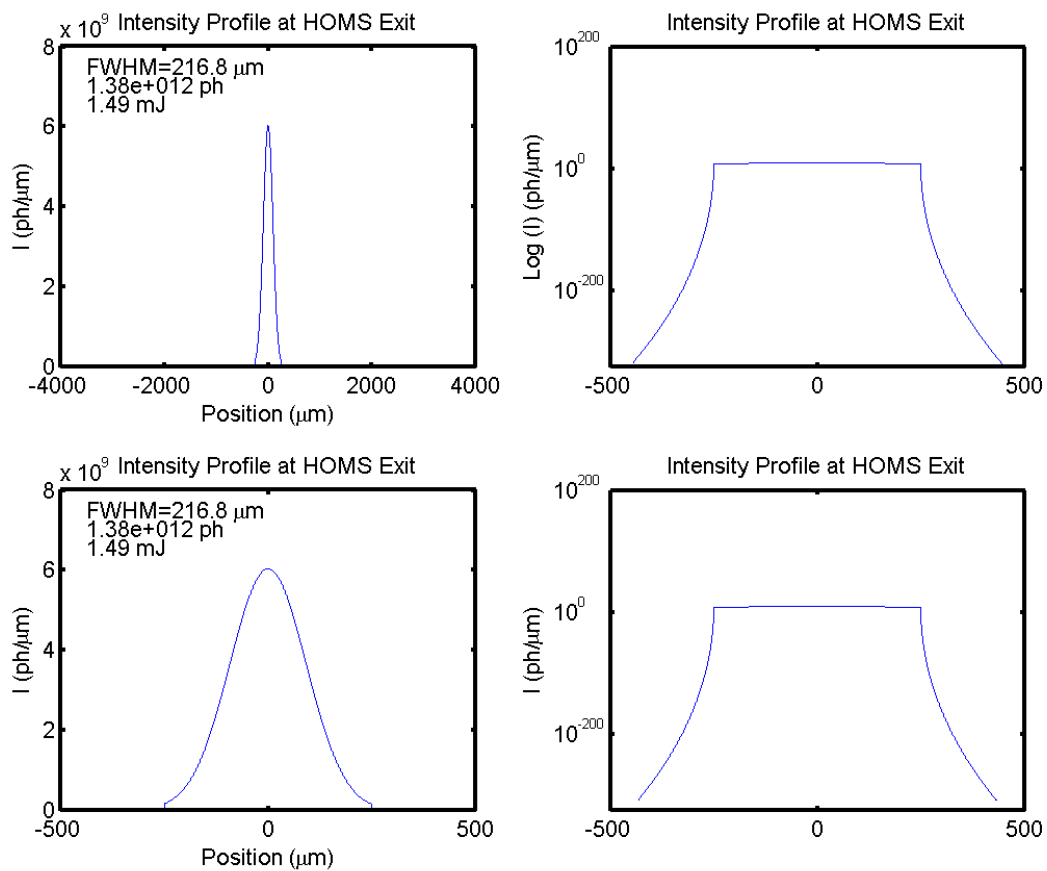 Intensity Profile at HOMS Exit
x 10^9
8
6
4
2
0
I (ph/μm)
FWHM=216.8 μm
1.38e+012 ph
1.49 mJ
-4000 -2000 0 2000 4000
Position (μm)
Intensity Profile at HOMS Exit
10^200
10^0
10^-200
Log (I) (ph/μm)
-500 0 500
Intensity Profile at HOMS Exit
x 10^9
8
6
4
2
0
I (ph/μm)
FWHM=216.8 μm
1.38e+012 ph
1.49 mJ
-500 0 500
Position (μm)
Intensity Profile at HOMS Exit
10^200
10^0
10^-200
I (ph/μm)
-500 0 500